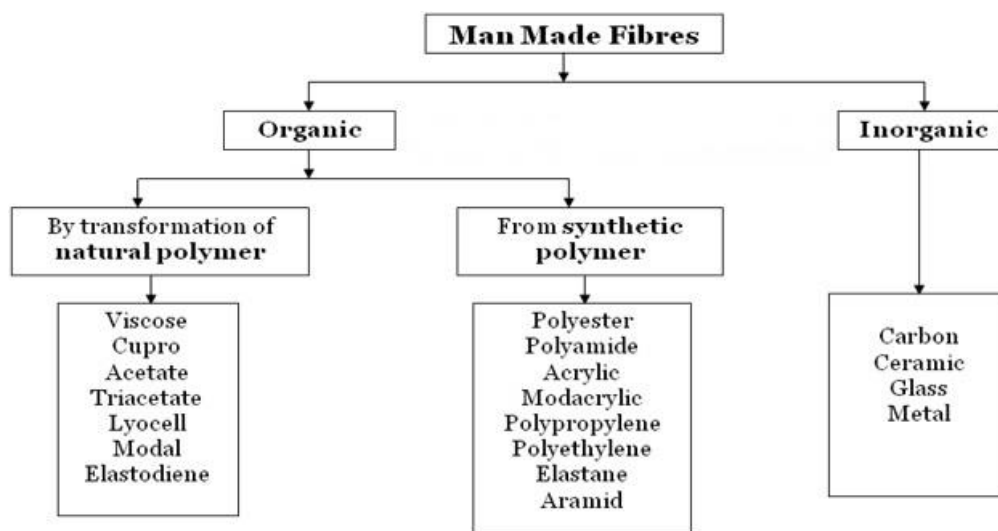 Man Made Fibres
Organic
Inorganic
By transformation of
natural polymer
From synthetic
polymer
Viscose
Cupro
Acetate
Triacetate
Lyocell
Modal
Elastodiene
Polyester
Polyamide
Acrylic
Modacrylic
Polypropylene
Polyethylene
Elastane
Aramid
Carbon
Ceramic
Glass
Metal